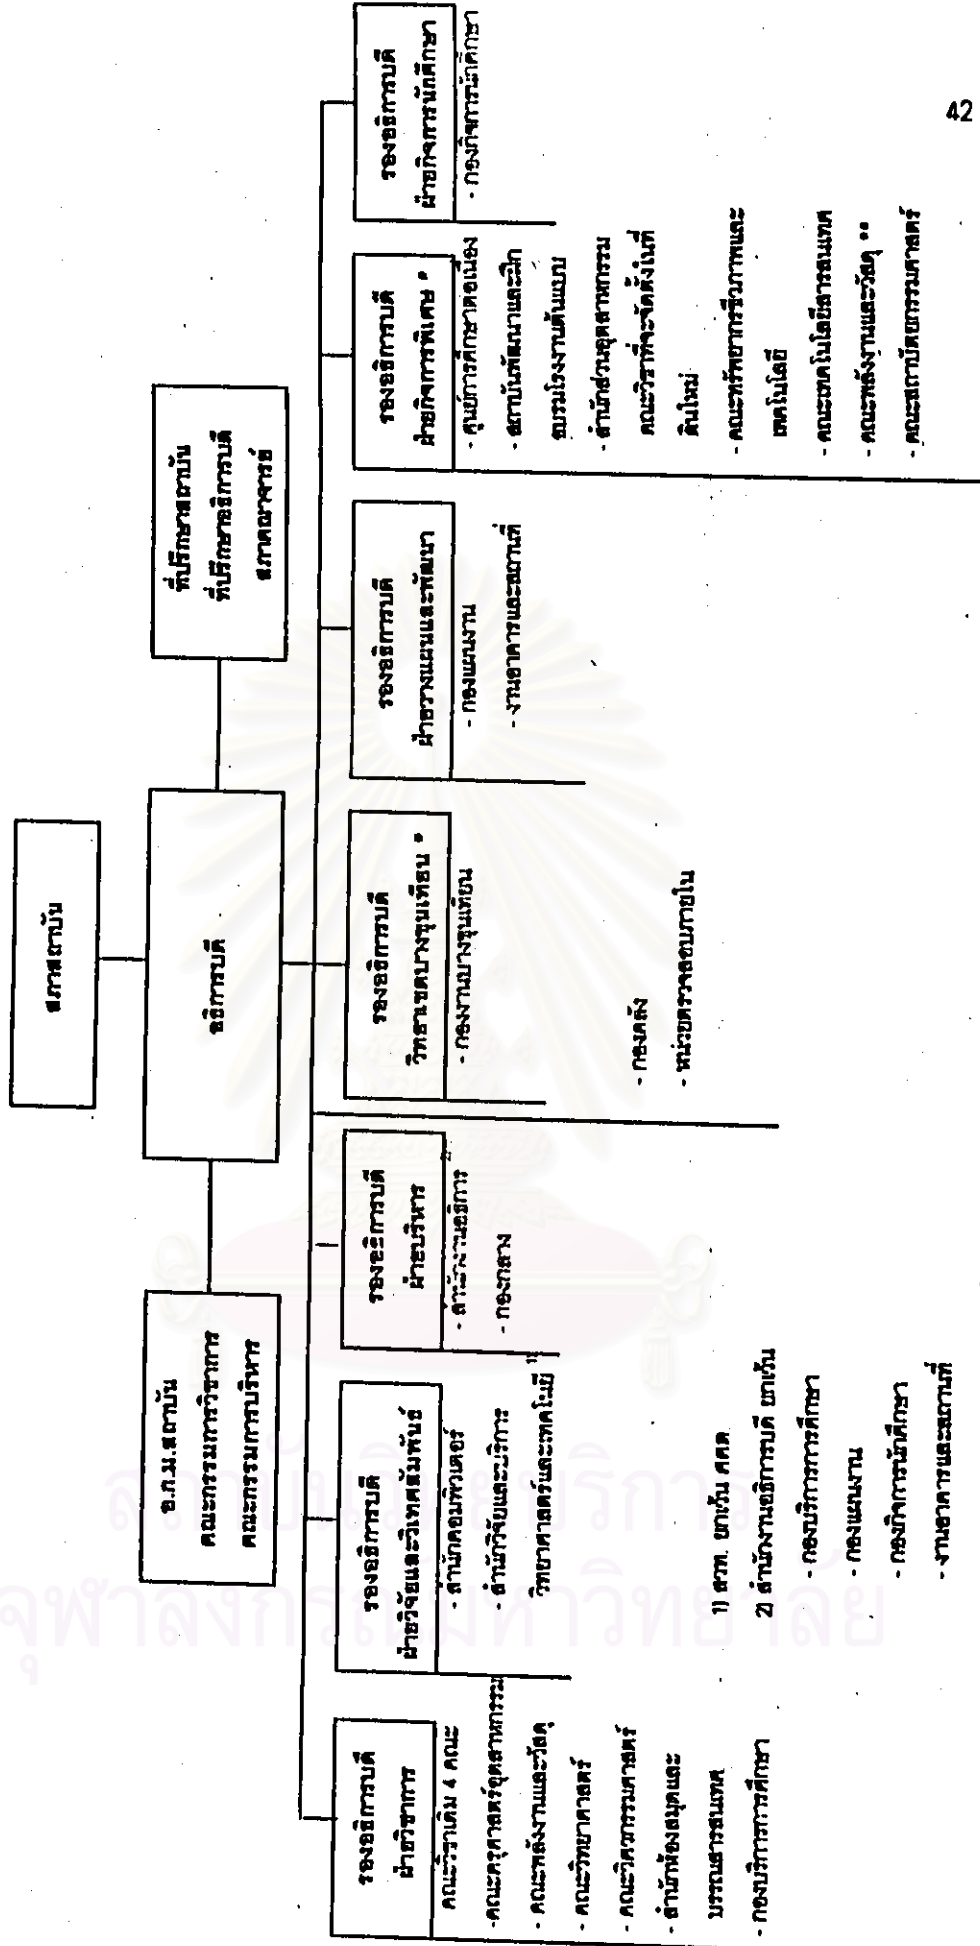 สภาสถาบัน
อธิการบดี
อ.ก.ม.สถาบัน
คณะกรรมการวิชาการ
คณะกรรมการบริหาร
ที่ปรึกษาสถาบัน
ที่ปรึกษาอธิการบดี
สภาคณาจารย์
รองอธิการบดี
ฝ่ายวิชาการ
คณะวิชาเดิม 4 คณะ
-คณะครุศาสตร์อุตสาหกรรม
- คณะพลังงานและวัสดุ
- คณะวิทยาศาสตร์
- คณะวิศวกรรมศาสตร์
- สำนักห้องสมุดและ
บรรณสารสนเทศ
- กองบริการการศึกษา
รองอธิการบดี
ฝ่ายวิจัยและวิเทศสัมพันธ์
- สำนักคอมพิวเตอร์
- สำนักวิจัยและบริการ
วิทยาศาสตร์และเทคโนโลยี 1)
รองอธิการบดี
ฝ่ายบริหาร
- สำนักงานอธิการ 2)
- กองกลาง
รองอธิการบดี
วิทยาเขตบางขุนเทียน *
- กองงานบางขุนเทียน
- กองคลัง
- หน่วยตรวจสอบภายใน
รองอธิการบดี
ฝ่ายวางแผนและพัฒนา
- กองแผนงาน
- งานอาคารและสถานที่
รองอธิการบดี
ฝ่ายกิจการพิเศษ *
- ศูนย์การศึกษาต่อเนื่อง
- สถาบันพัฒนาและฝึก
อบรมโรงงานต้นแบบ
- สำนักสวนอุตสาหกรรม
คณะวิชาที่จะจัดตั้งในที่
ดินใหม่
- คณะทรัพยากรชีวภาพและ
เทคโนโลยี
- คณะเทคโนโลยีสารสนเทศ
- คณะพลังงานและวัสดุ **
- คณะสถาปัตยกรรมศาสตร์
รองอธิการบดี
ฝ่ายกิจการนักศึกษา
- กองกิจการนักศึกษา
1) สวท. ยกเว้น ศศด
2) สำนักงานอธิการบดี ยกเว้น
- กองบริการการศึกษา
- กองแผนงาน
- กองกิจการนักศึกษา
- งานอาคารและสถานที่
42
สถาบันวิทยบริการ
จุฬาลงกรณ์มหาวิทยาลัย